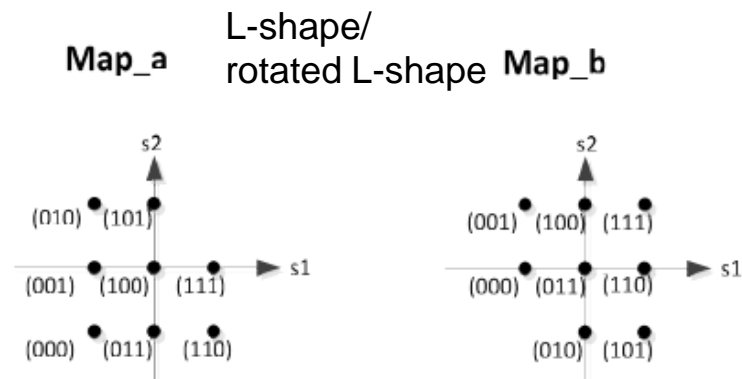 L-shape/
rotated L-shape
Map_a
Map_b
s2
(010) (101)
s1
(001) (100) (111)
(000) (011) (110)
s2
(001) (100) (111)
s1
(000) (011) (110)
(010) (101)